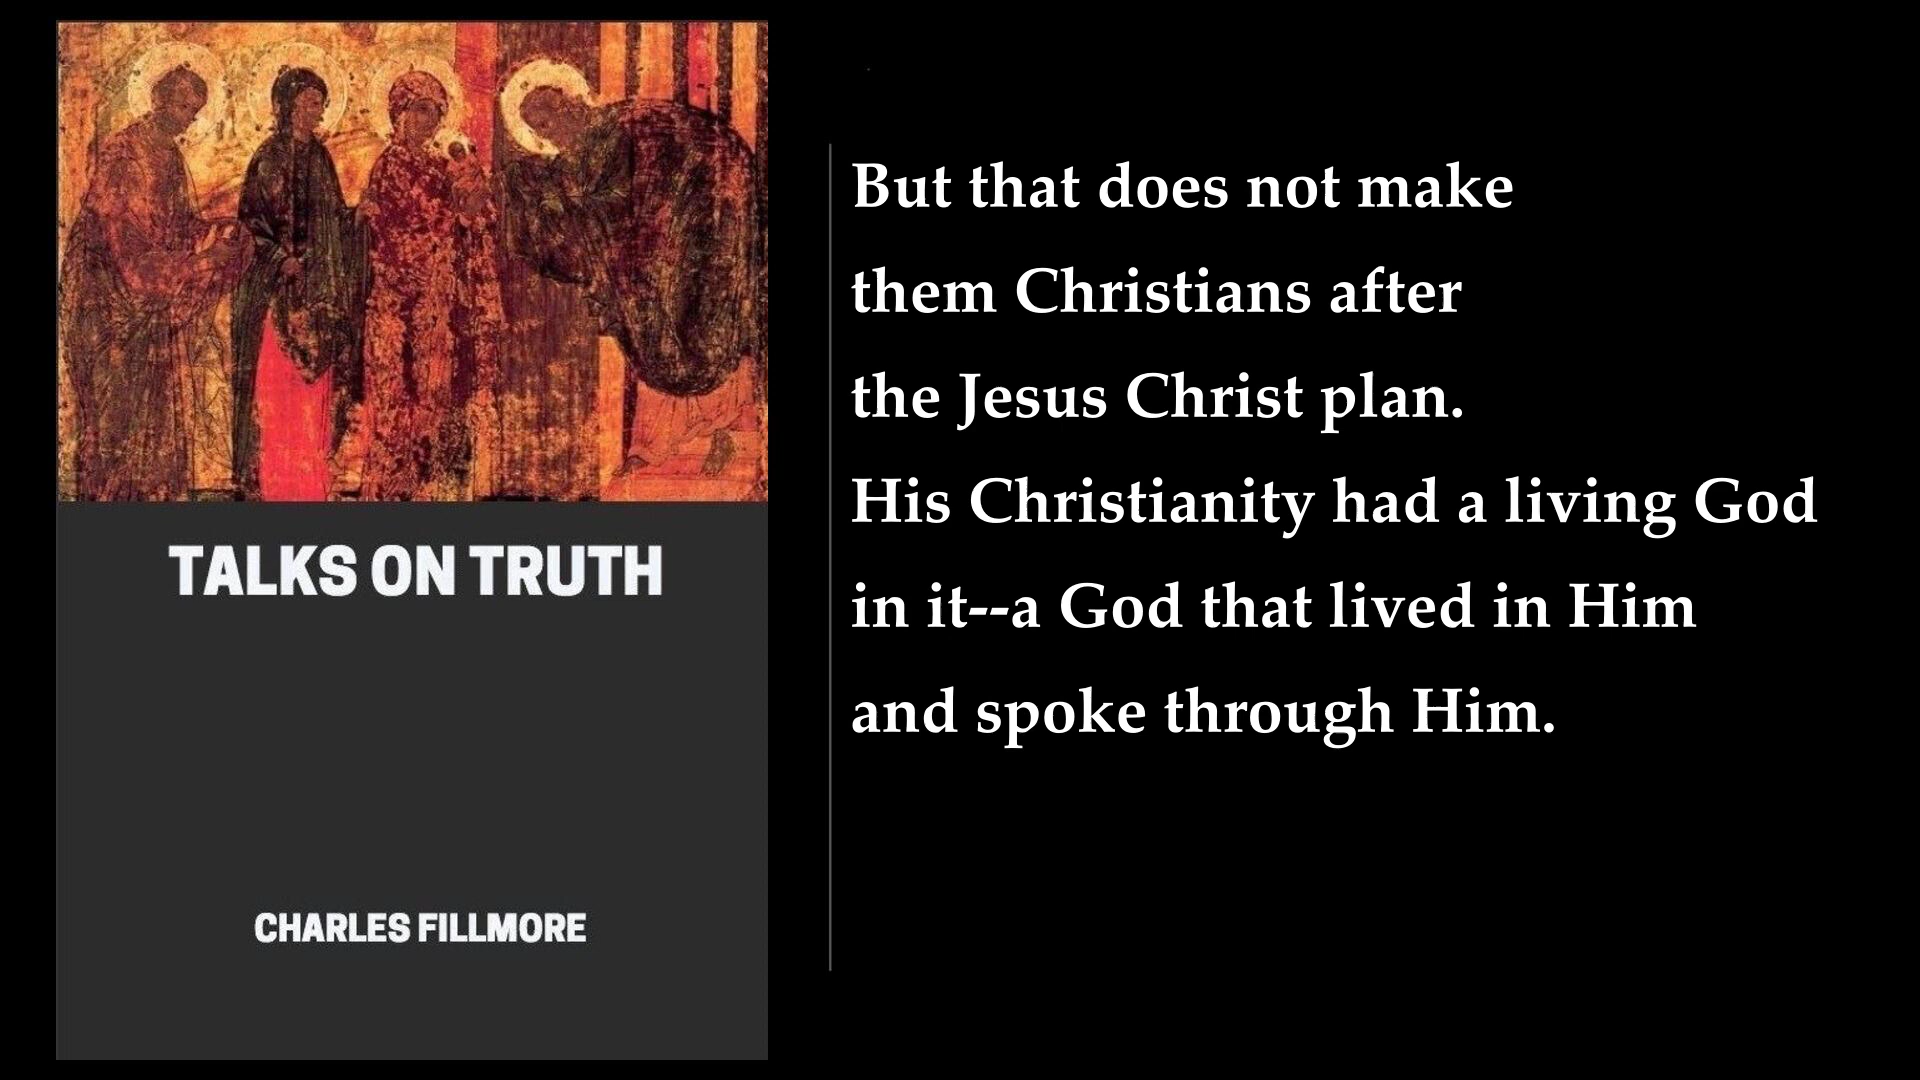 TALKS ON TRUTH
CHARLES FILLMORE
But that does not make
them Christians after
the Jesus Christ plan.
His Christianity had a living God
in it--a God that lived in Him
and spoke through Him.